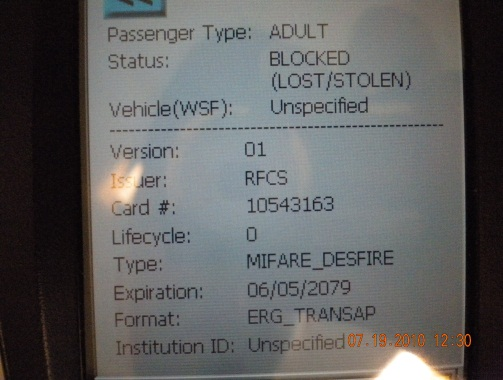 Passenger Type: ADULT
Status: BLOCKED
(LOST/STOLEN)
Vehicle(WSF): Unspecified
Version: 01
Issuer: RFCS
Card #: 10543163
Lifecycle: 0
Type: MIFARE_DESFIRE
Expiration: 06/05/2079
Format: ERG_TRANSAP
Institution ID: Unspecified
07-19-2010 12:30